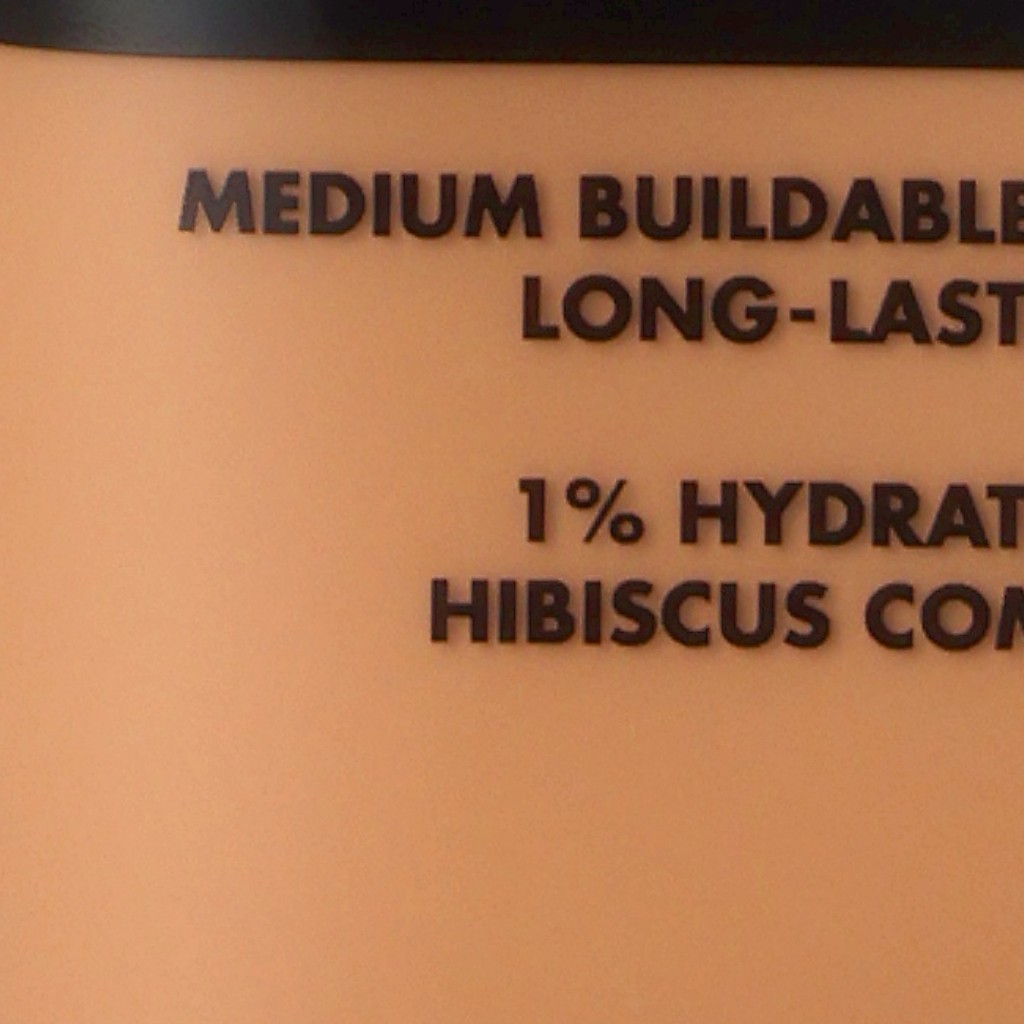 MEDIUM BUILDABLE
LONG-LAST
1% HYDRAT
HIBISCUS COM